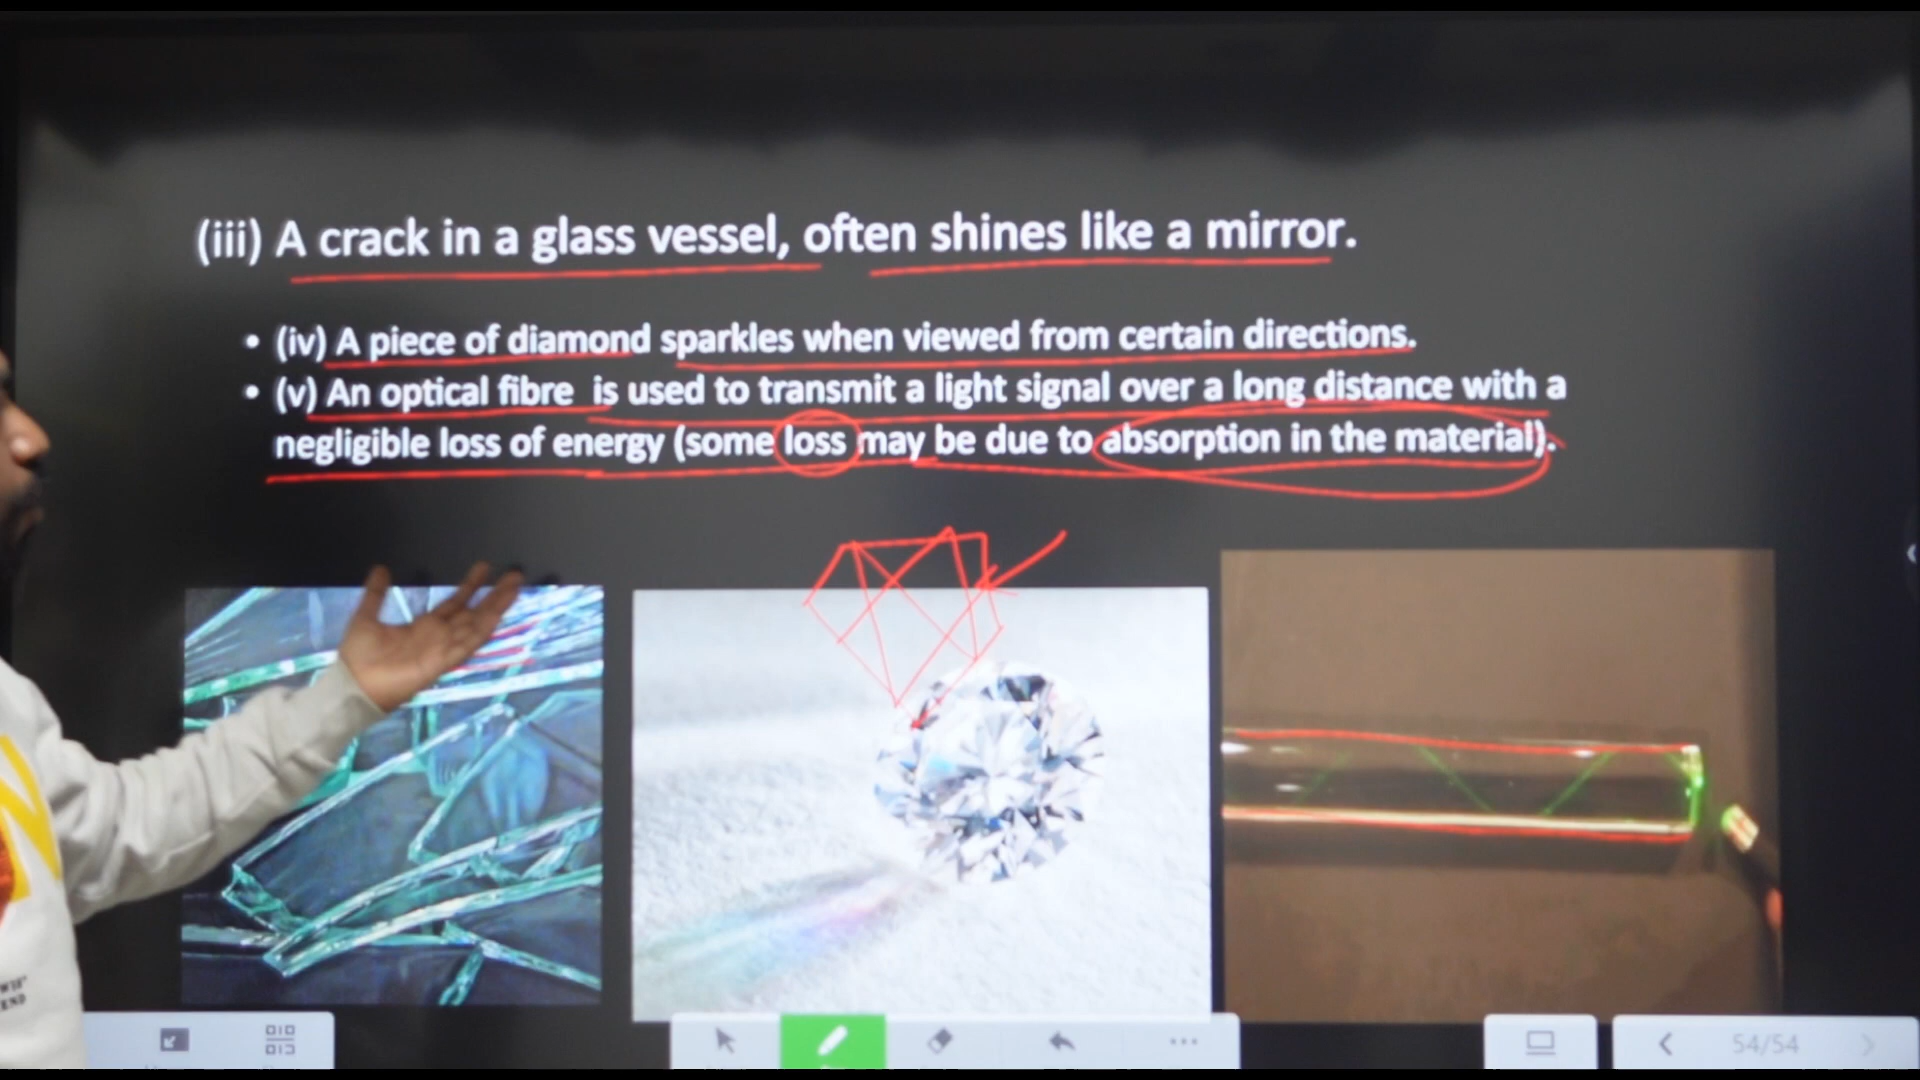 (iii) A crack in a glass vessel, often shines like a mirror.
• (iv) A piece of diamond sparkles when viewed from certain directions.
• (v) An optical fibre is used to transmit a light signal over a long distance with a
negligible loss of energy (some loss may be due to absorption in the material).
54/54
END